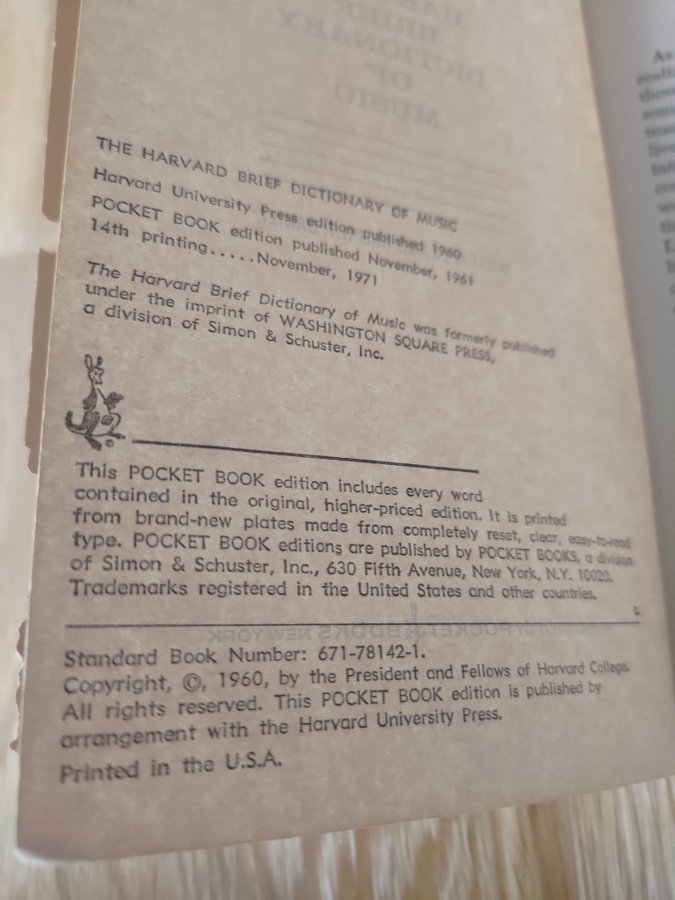 THE HARVARD BRIEF DICTIONARY OF MUSIC
Harvard University Press edition published 1960
POCKET BOOK edition published November, 1961
14th printing.....November, 1971
The Harvard Brief Dictionary of Music was formerly published
under the imprint of WASHINGTON SQUARE PRESS,
a division of Simon & Schuster, Inc.
This POCKET BOOK edition includes every word
contained in the original, higher-priced edition. It is printed
from brand-new plates made from completely reset, clear, easy-to-read
type. POCKET BOOK editions are published by POCKET BOOKS, a division
of Simon & Schuster, Inc., 630 Fifth Avenue, New York, N.Y. 10020.
Trademarks registered in the United States and other countries.
L
Standard Book Number: 671-78142-1.
Copyright, ©, 1960, by the President and Fellows of Harvard College.
All rights reserved. This POCKET BOOK edition is published by
arrangement with the Harvard University Press.
Printed in the U.S.A.
As